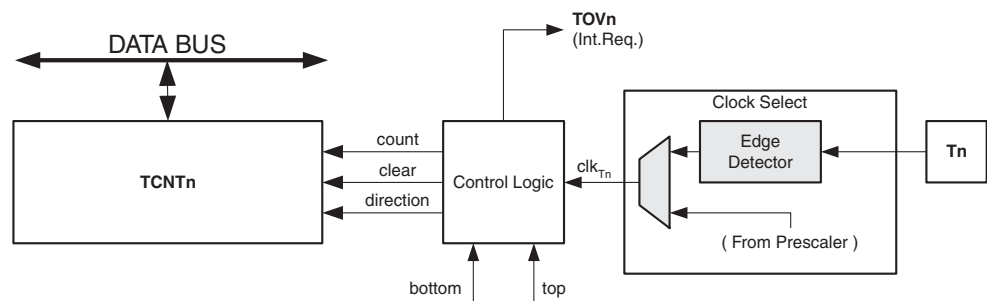 TOVn
(Int.Req.)
DATA BUS
Clock Select
count
Edge
Detector
Tn
TCNTn
clear
Control Logic
clkTn
direction
( From Prescaler )
bottom
top